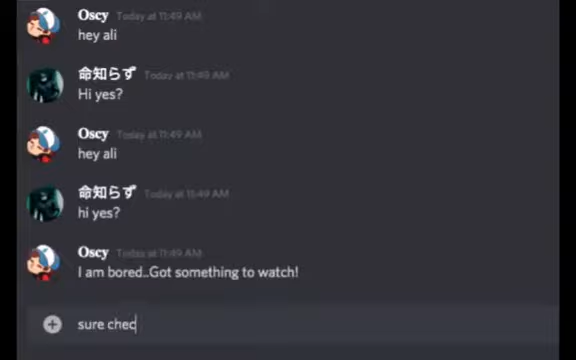 Oscy Today at 11:49 AM
hey ali
命知らず Today at 11:49 AM
Hi yes?
Oscy Today at 11:49 AM
hey ali
命知らず Today at 11:49 AM
hi yes?
Oscy Today at 11:49 AM
I am bored..Got something to watch!
sure chec